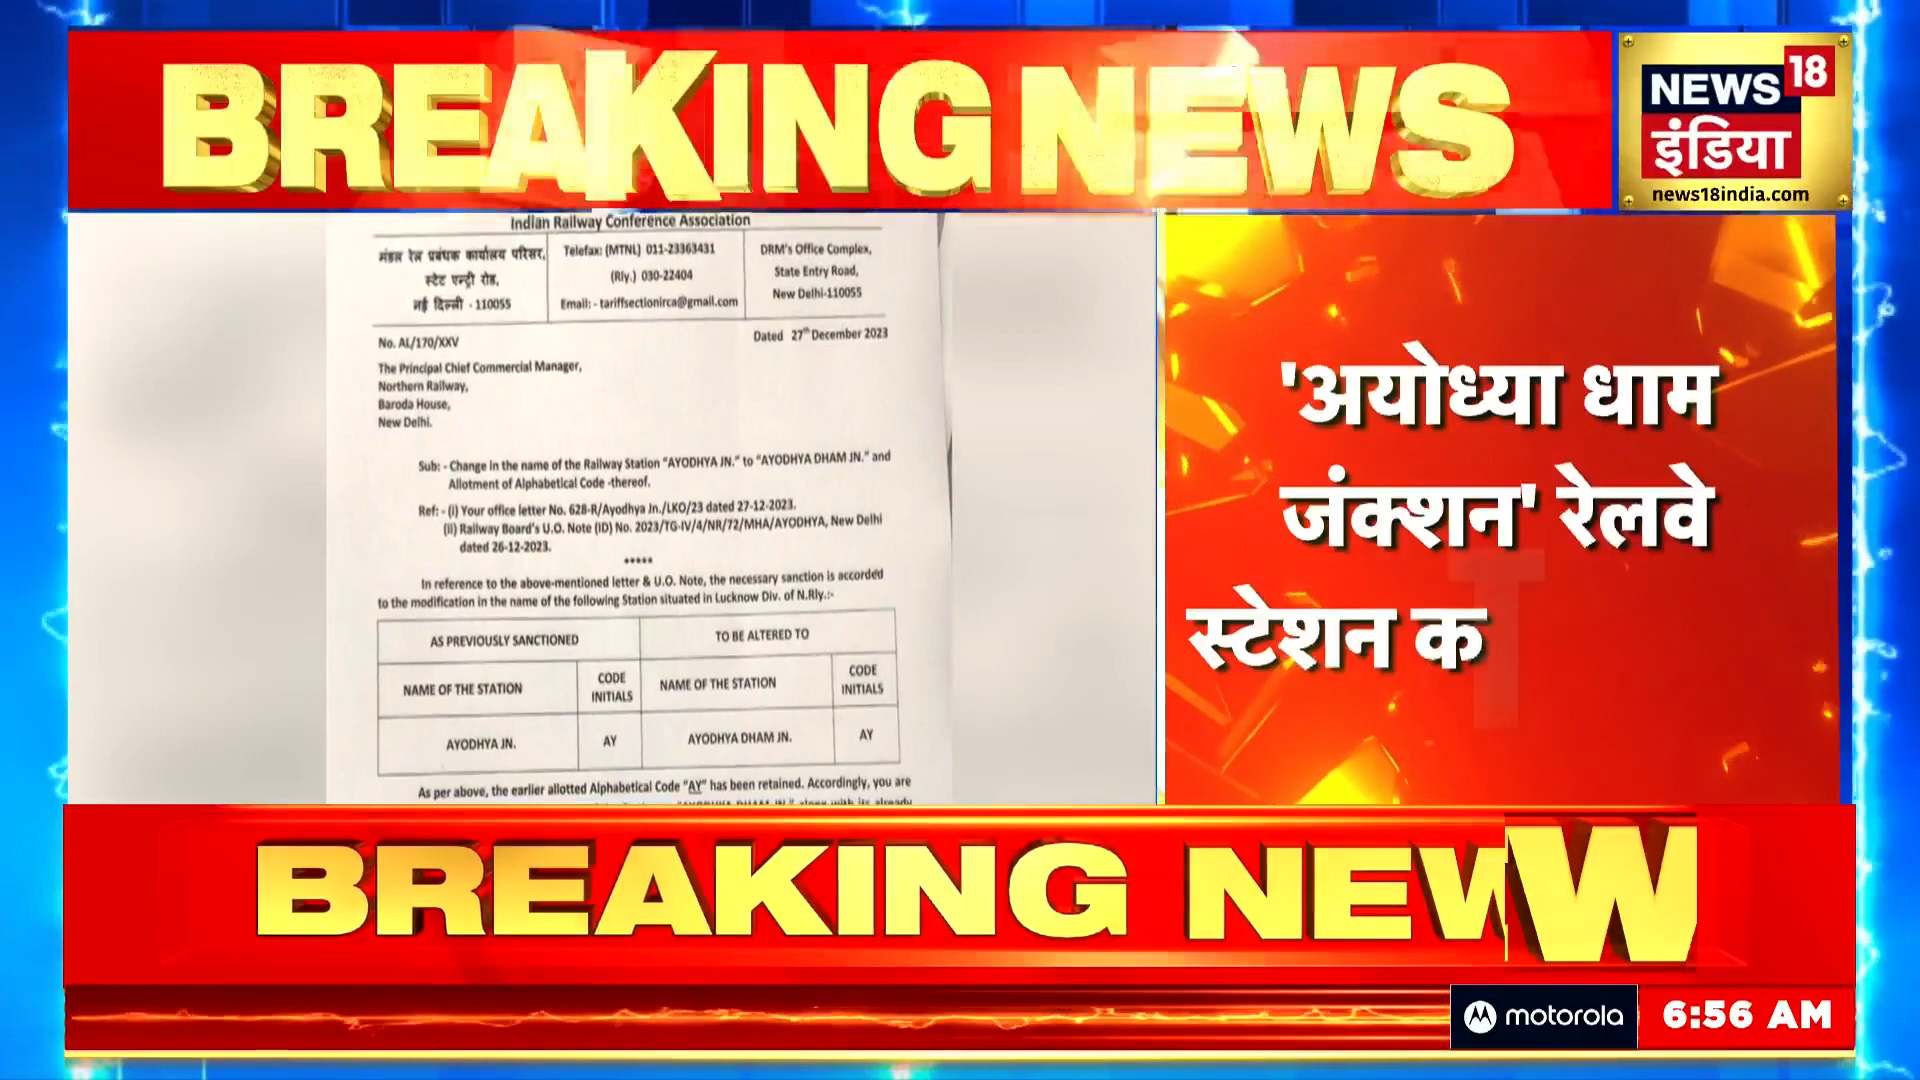 BREAKING NEWS
NEWS 18
इंडिया
news18india.com
Indian Railway Conference Association
मंडल रेल प्रबंधक कार्यालय परिसर,
स्टेट एन्ट्री रोड,
नई दिल्ली - 110055
Telefax: (MTNL) 011-23363431
(Rly.) 030-22404
Email: - tariffsectionirca@gmail.com
DRM's Office Complex,
State Entry Road,
New Delhi-110055
No. AL/170/XXV
Dated 27th December 2023
The Principal Chief Commercial Manager,
Northern Railway,
Baroda House,
New Delhi.
Sub: - Change in the name of the Railway Station "AYODHYA JN." to "AYODHYA DHAM JN." and
Allotment of Alphabetical Code -thereof.
Ref: - (i) Your office letter No. 628-R/Ayodhya Jn./LKO/23 dated 27-12-2023.
(ii) Railway Board's U.O. Note (ID) No. 2023/TG-IV/4/NR/72/MHA/AYODHYA, New Delhi
dated 26-12-2023.
*****
In reference to the above-mentioned letter & U.O. Note, the necessary sanction is accorded
to the modification in the name of the following Station situated in Lucknow Div. of N.Rly.:-
AS PREVIOUSLY SANCTIONED
TO BE ALTERED TO
NAME OF THE STATION
CODE
INITIALS
NAME OF THE STATION
CODE
INITIALS
AYODHYA JN.
AY
AYODHYA DHAM JN.
AY
As per above, the earlier allotted Alphabetical Code "AY" has been retained. Accordingly, you are
"AYODHYA DHAM JN." along with its already
'अयोध्या धाम
जंक्शन' रेलवे
स्टेशन क
BREAKING NEW
motorola
6:56 AM